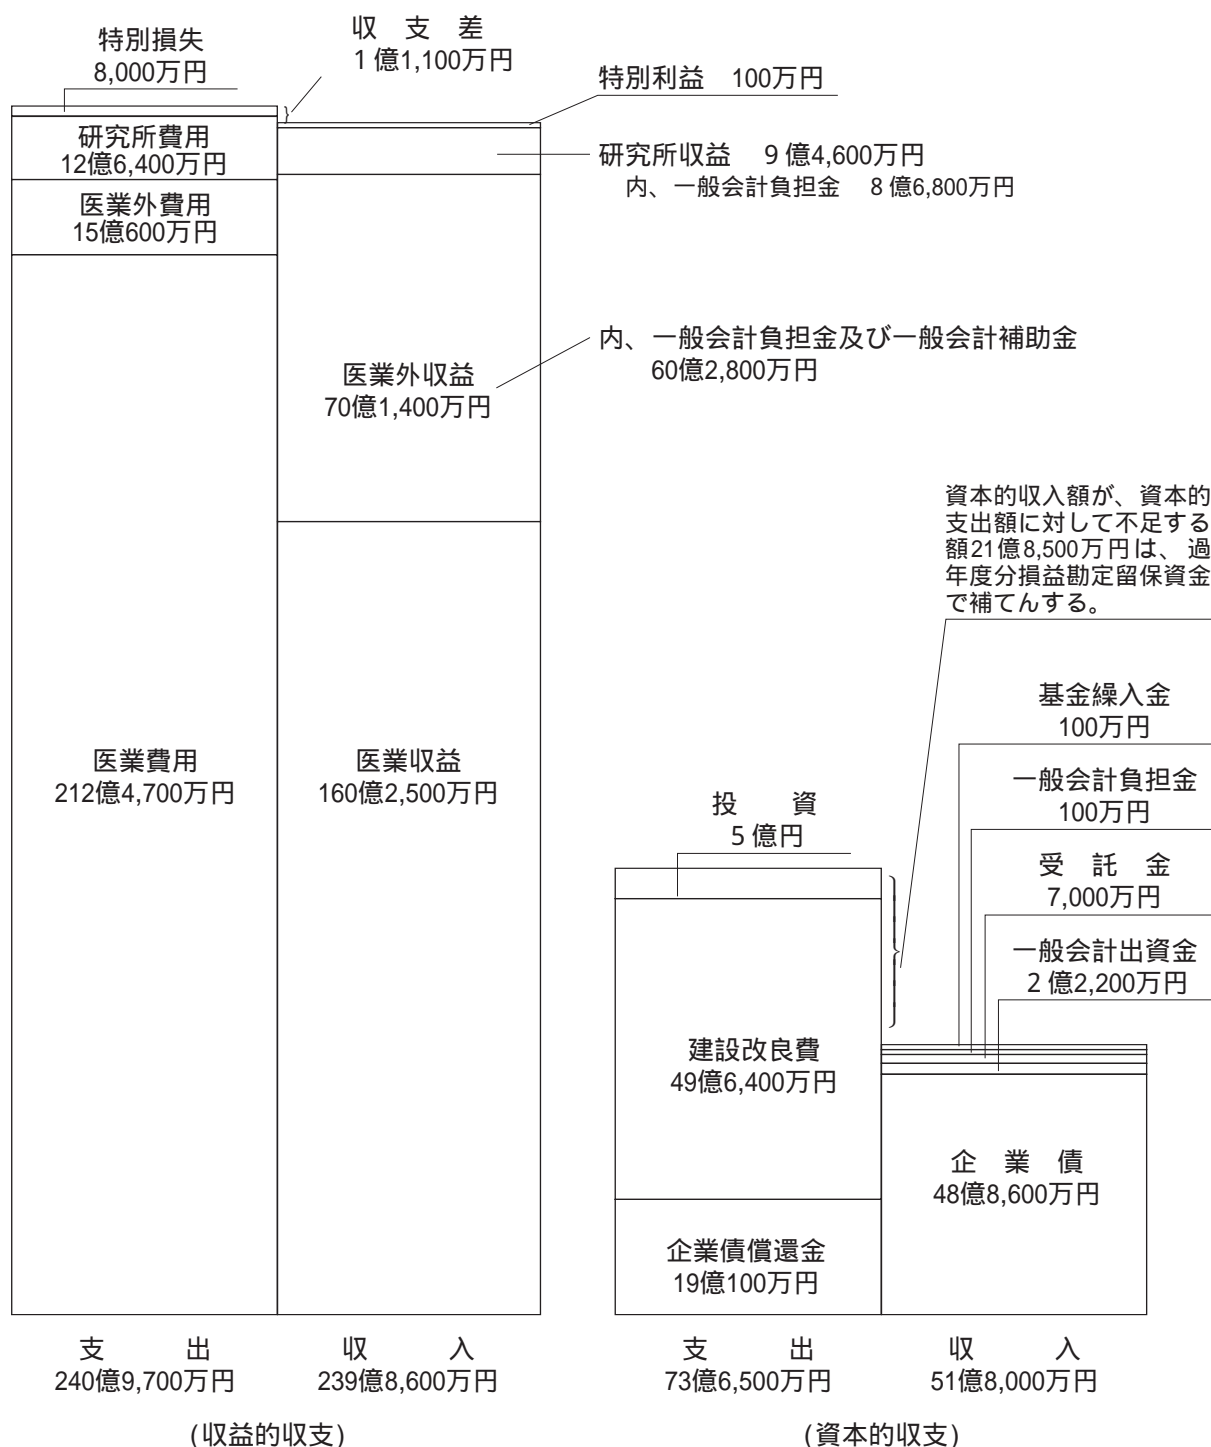 特別損失
8,000万円
収 支 差
1億1,100万円
特別利益 100万円
研究所費用
12億6,400万円
研究所収益 9億4,600万円
内、一般会計負担金 8億6,800万円
医業外費用
15億600万円
内、一般会計負担金及び一般会計補助金
60億2,800万円
医業外収益
70億1,400万円
医業費用
212億4,700万円
医業収益
160億2,500万円
支 出
240億9,700万円
収 入
239億8,600万円
(収益的収支)
資本的収入額が、資本的
支出額に対して不足する
額21億8,500万円は、過
年度分損益勘定留保資金
で補てんする。
基金繰入金
100万円
一般会計負担金
100万円
受 託 金
7,000万円
一般会計出資金
2億2,200万円
投 資
5億円
建設改良費
49億6,400万円
企業債償還金
19億100万円
企 業 債
48億8,600万円
支 出
73億6,500万円
収 入
51億8,000万円
(資本的収支)